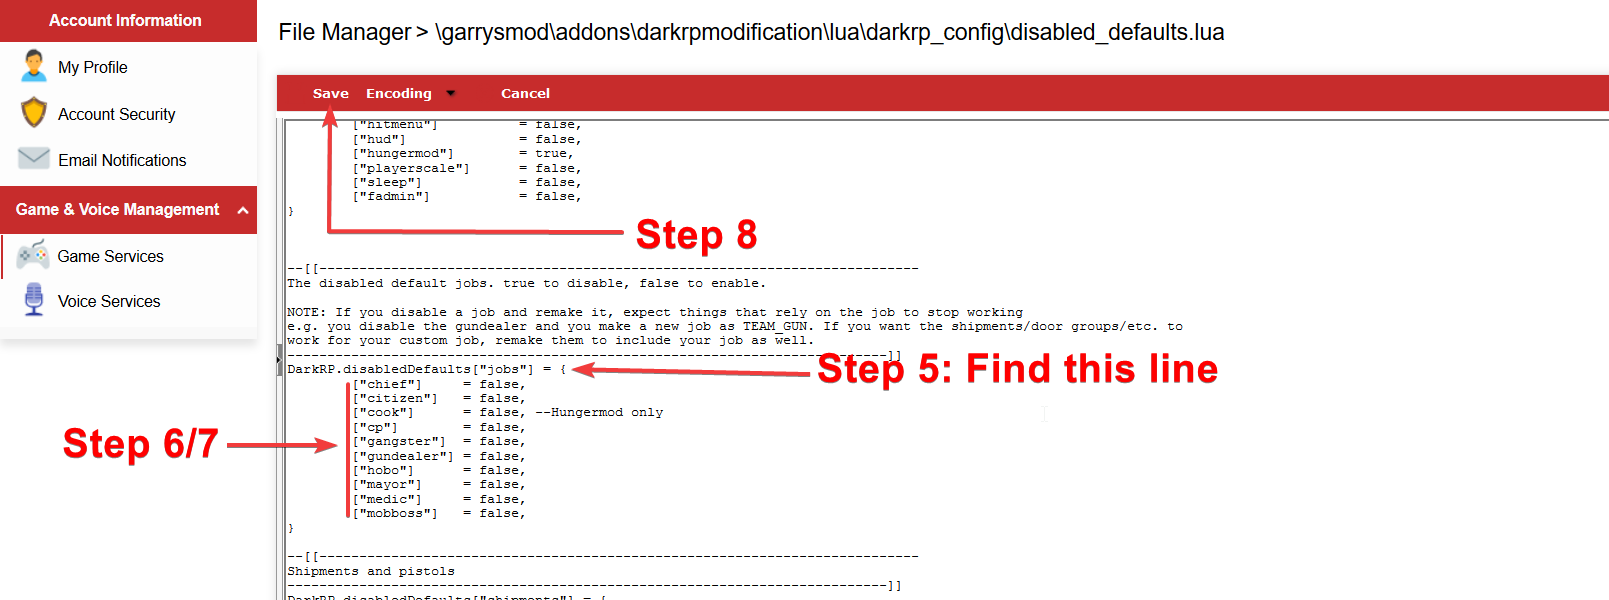 Account Information
My Profile
Account Security
Email Notifications
Game & Voice Management
Game Services
Voice Services
File Manager > \garrysmod\addons\darkrpmodification\lua\darkrp_config\disabled_defaults.lua
Save Encoding Cancel
["hitmenu"] = false,
["hud"] = false,
["hungermod"] = true,
["playerscale"] = false,
["sleep"] = false,
["fadmin"] = false,
}
Step 8
--[[---------------------------------------------------------------------------
The disabled default jobs. true to disable, false to enable.
NOTE: If you disable a job and remake it, expect things that rely on the job to stop working
e.g. you disable the gundealer and you make a new job as TEAM_GUN. If you want the shipments/door groups/etc. to
work for your custom job, remake them to include your job as well.
---------------------------------------------------------------------------]]
DarkRP.disabledDefaults["jobs"] = {
Step 5: Find this line
["chief"] = false,
["citizen"] = false,
["cook"] = false, --Hungermod only
["cp"] = false,
["gangster"] = false,
["gundealer"] = false,
["hobo"] = false,
["mayor"] = false,
["medic"] = false,
["mobboss"] = false,
}
Step 6/7
--[[---------------------------------------------------------------------------
Shipments and pistols
---------------------------------------------------------------------------]]
DarkRP.disabledDefaults["shipments"] = {